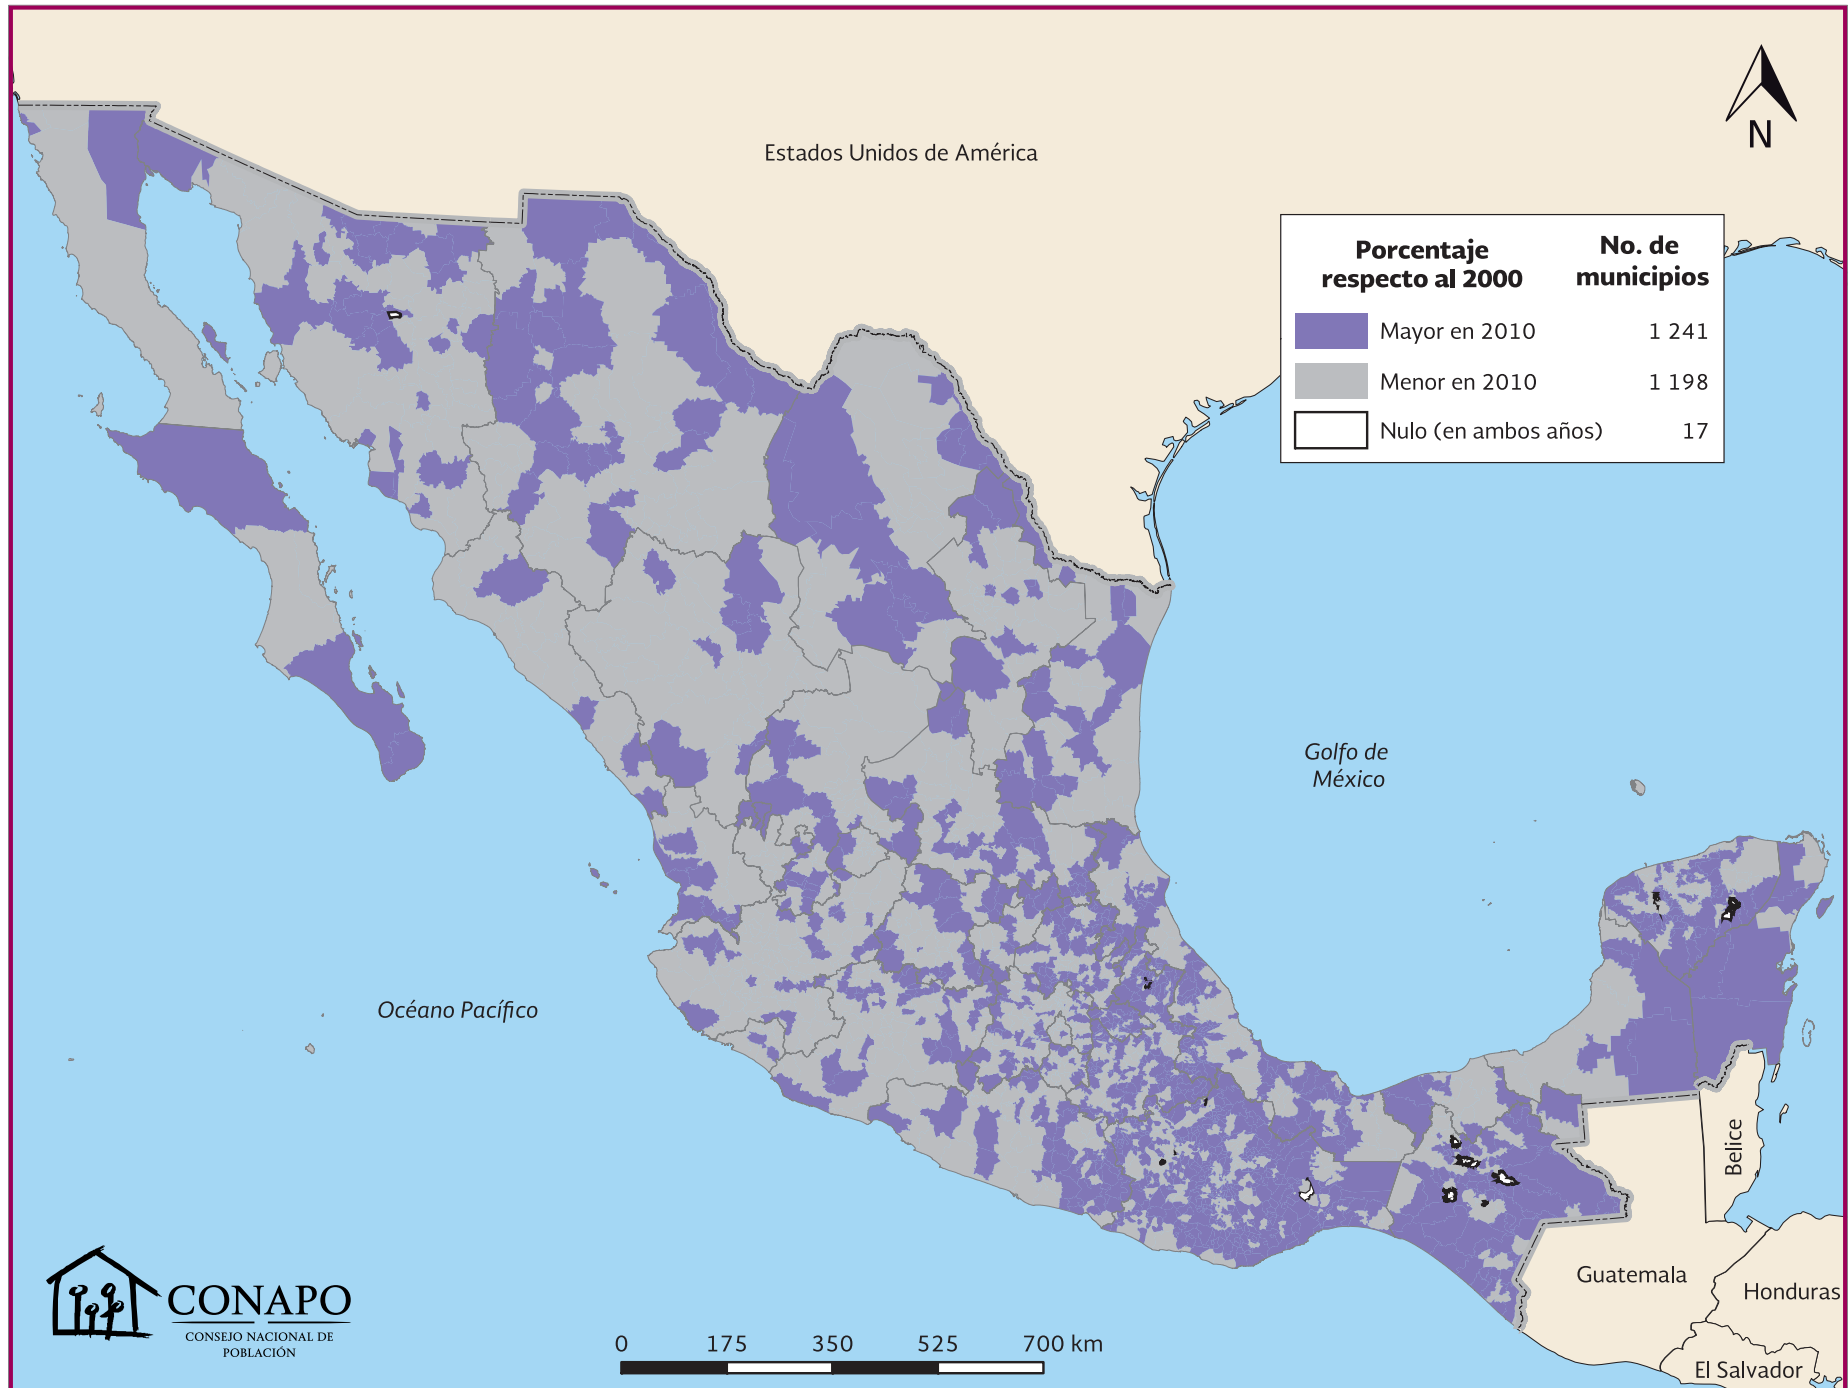 N
Estados Unidos de América
Porcentaje
respecto al 2000
No. de
municipios
Mayor en 2010
1 241
Menor en 2010
1 198
Nulo (en ambos años)
17
Golfo de
México
Océano Pacífico
Belice
Guatemala
Honduras
El Salvador
CONAPO
CONSEJO NACIONAL DE
POBLACIÓN
0 175 350 525 700 km